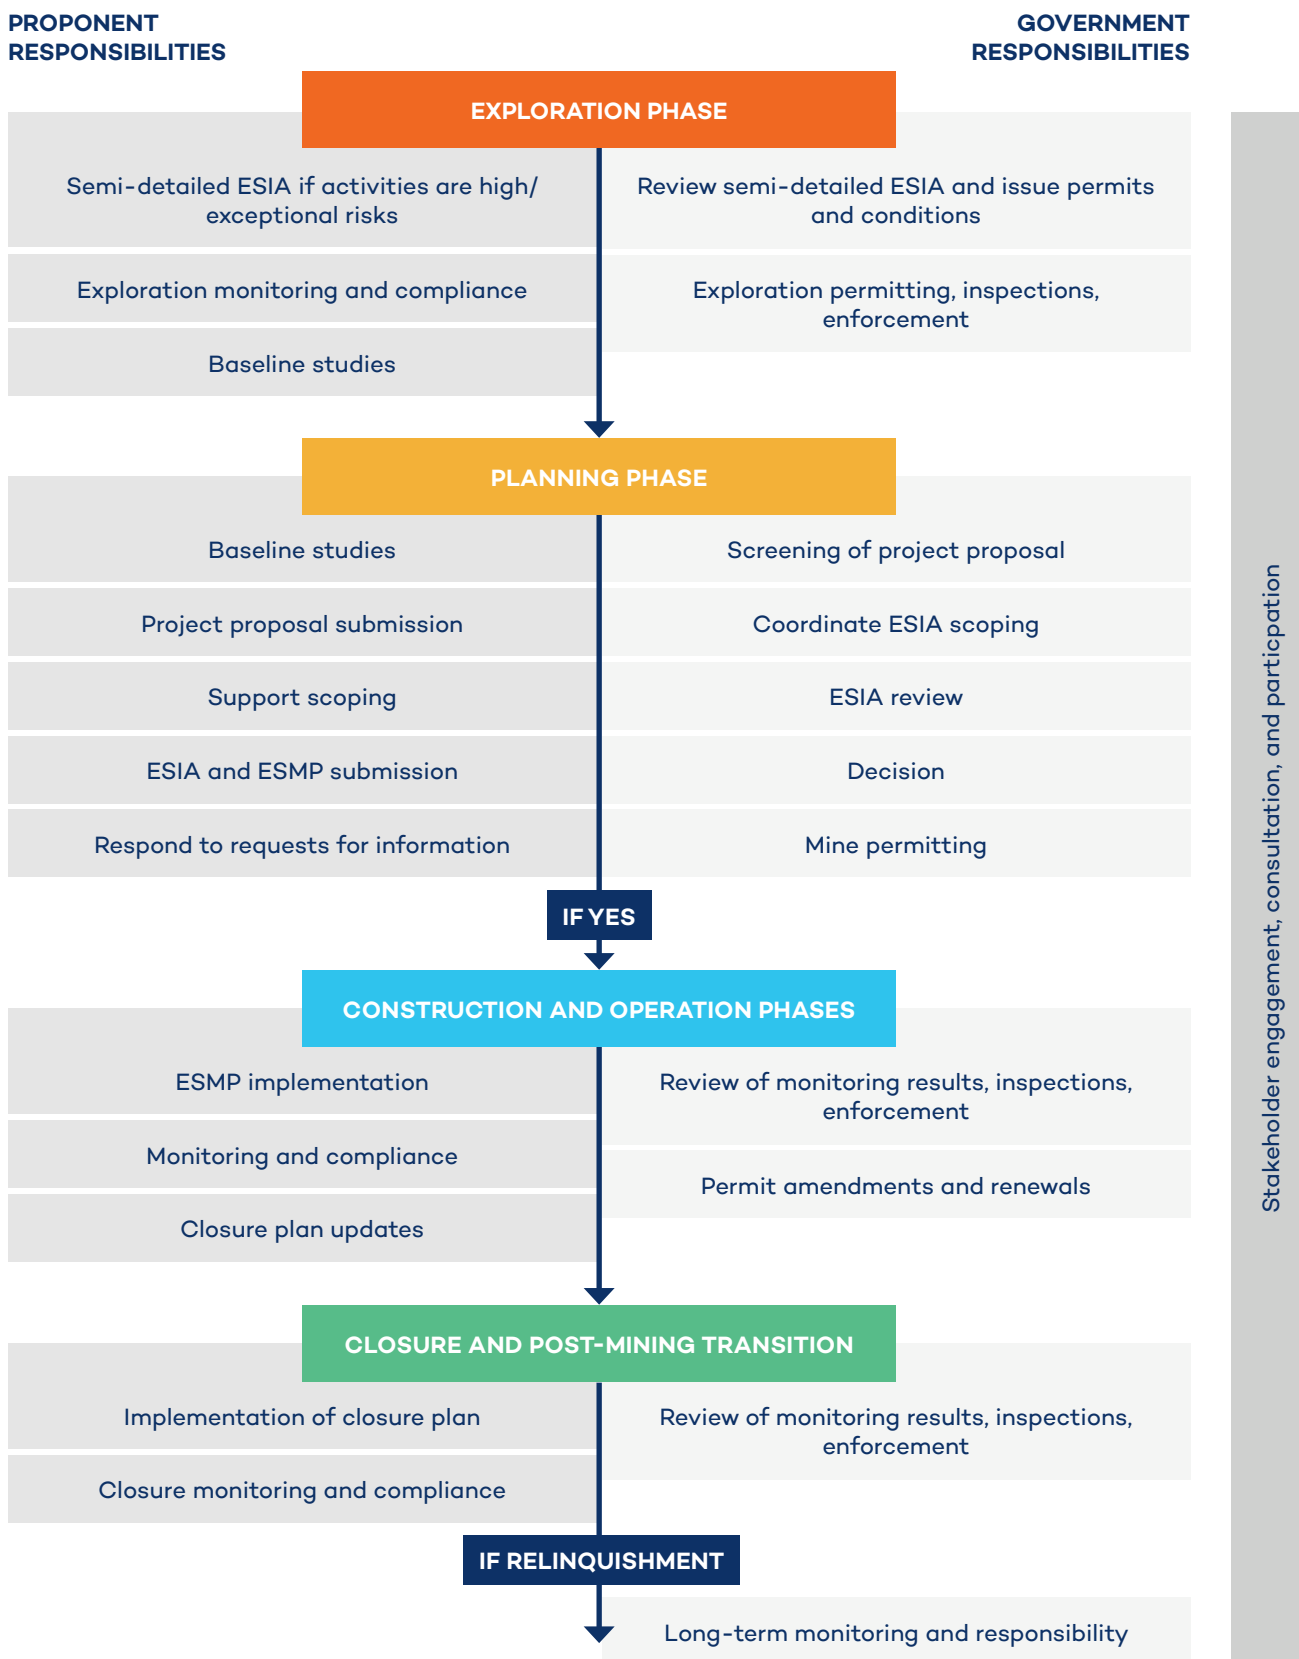 PROPONENT
RESPONSIBILITIES
GOVERNMENT
RESPONSIBILITIES
EXPLORATION PHASE
Semi-detailed ESIA if activities are high/
exceptional risks
Review semi-detailed ESIA and issue permits
and conditions
Exploration monitoring and compliance
Exploration permitting, inspections,
enforcement
Baseline studies
PLANNING PHASE
Baseline studies
Screening of project proposal
Project proposal submission
Coordinate ESIA scoping
Support scoping
ESIA review
ESIA and ESMP submission
Decision
Respond to requests for information
Mine permitting
IF YES
CONSTRUCTION AND OPERATION PHASES
ESMP implementation
Review of monitoring results, inspections,
enforcement
Monitoring and compliance
Permit amendments and renewals
Closure plan updates
CLOSURE AND POST-MINING TRANSITION
Implementation of closure plan
Review of monitoring results, inspections,
enforcement
Closure monitoring and compliance
IF RELINQUISHMENT
Long-term monitoring and responsibility
Stakeholder engagement, consultation, and particpation